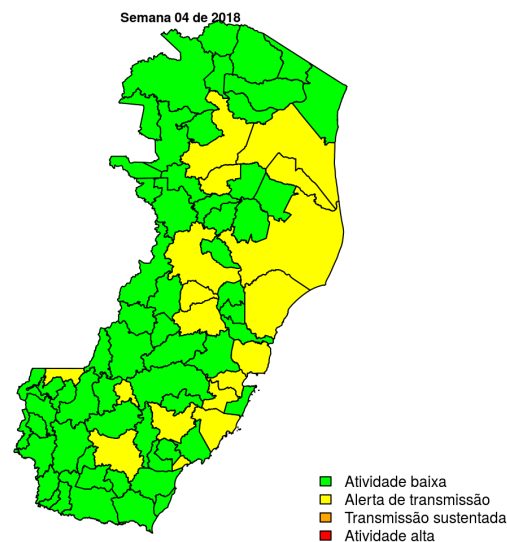 Semana 04 de 2018
Atividade baixa
Alerta de transmissão
Transmissão sustentada
Atividade alta